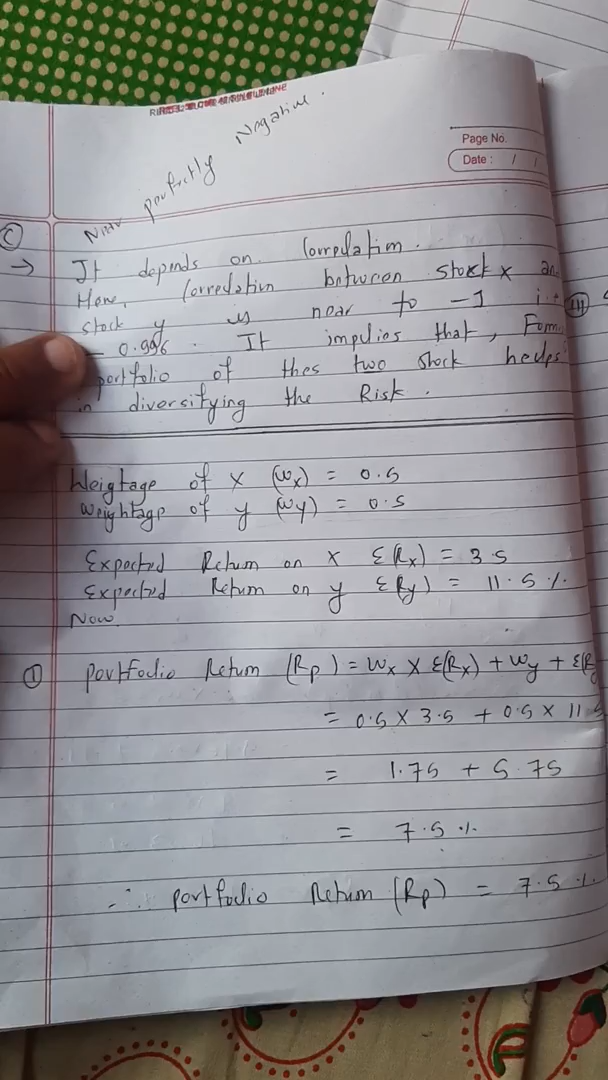 Near perfectly Negative.
Page No.
Date : / /
C
→ It depends on correlation.
Here, correlation between stock x an
stock y is near to -1 i.e
- 0.996. It implies that, Form
portfolio of thes two stock helps
in diversitying the Risk.
III
Weigtage of x (wx) = 0.5
Weightage of y (wy) = 0.5
Expected Return on x E(Rx) = 3.5
Expected Return on y E(Ry) = 11.5 %
Now.
① Portfolio Return (Rp) = Wx X E(Rx) + Wy + E(R
= 0.5 X 3.5 + 0.5 X 11.5
= 1.75 + 5.75
= 7.5 %
∴ portfolio Return (Rp) = 7.5 %